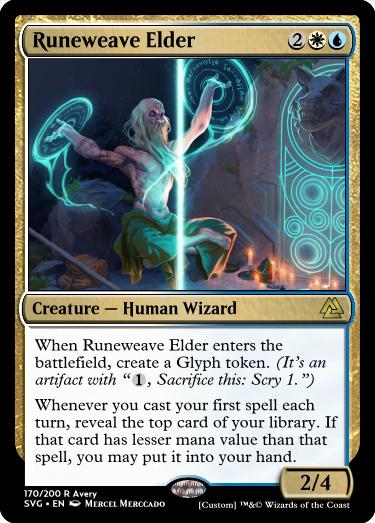 Runeweave Elder 2
Creature — Human Wizard
When Runeweave Elder enters the
battlefield, create a Glyph token. (It's an
artifact with “1, Sacrifice this: Scry 1.”)
Whenever you cast your first spell each
turn, reveal the top card of your library. If
that card has lesser mana value than that
spell, you may put it into your hand.
2/4
170/200 R Avery
SVG • EN MERCEL MERCCADO
[Custom] ™&© Wizards of the Coast